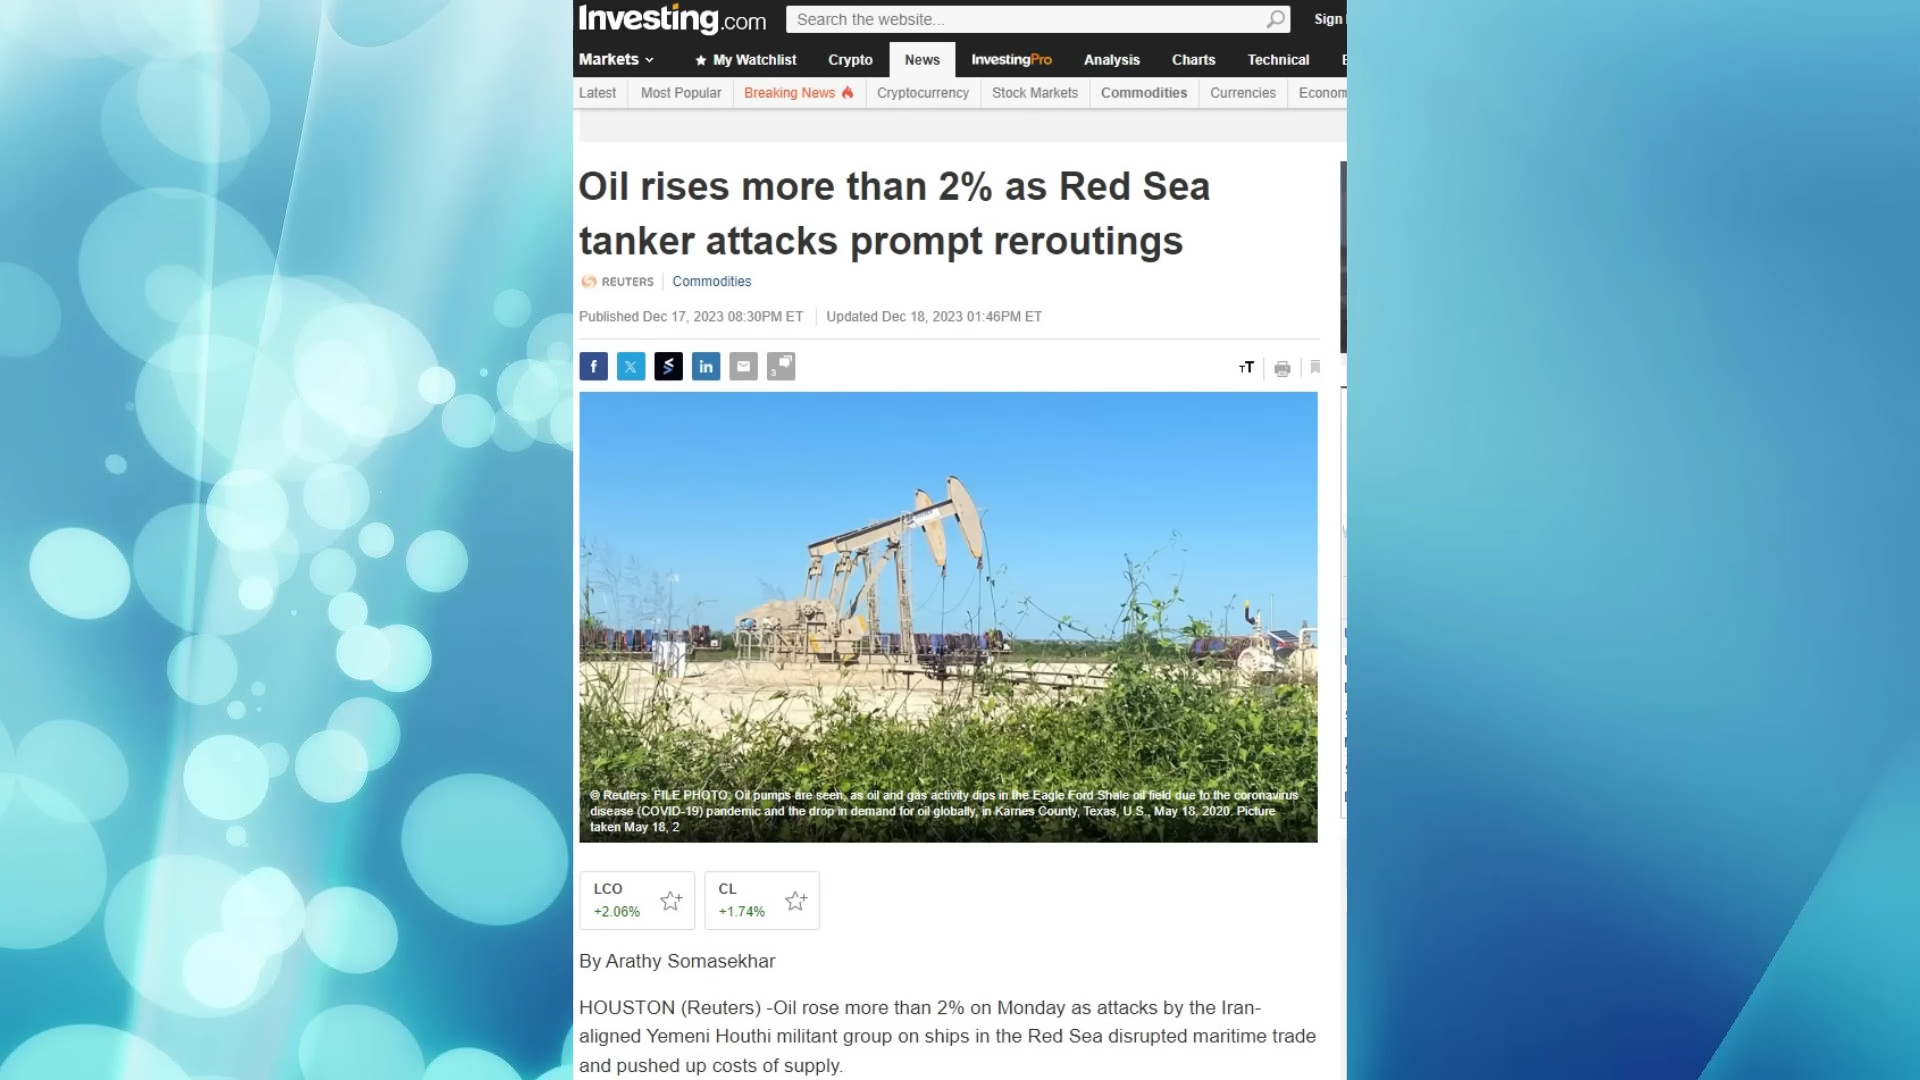 Investing.com
Search the website...
Sign
Markets
My Watchlist
Crypto
News
InvestingPro
Analysis
Charts
Technical
Latest
Most Popular
Breaking News
Cryptocurrency
Stock Markets
Commodities
Currencies
Econom
Oil rises more than 2% as Red Sea
tanker attacks prompt reroutings
REUTERS
Commodities
Published Dec 17, 2023 08:30PM ET
Updated Dec 18, 2023 01:46PM ET
3
© Reuters. FILE PHOTO: Oil pumps are seen, as oil and gas activity dips in the Eagle Ford Shale oil field due to the coronavirus
disease (COVID-19) pandemic and the drop in demand for oil globally, in Karnes County, Texas, U.S., May 18, 2020. Picture
taken May 18, 2
LCO
+2.06%
CL
+1.74%
By Arathy Somasekhar
HOUSTON (Reuters) -Oil rose more than 2% on Monday as attacks by the Iran-
aligned Yemeni Houthi militant group on ships in the Red Sea disrupted maritime trade
and pushed up costs of supply.